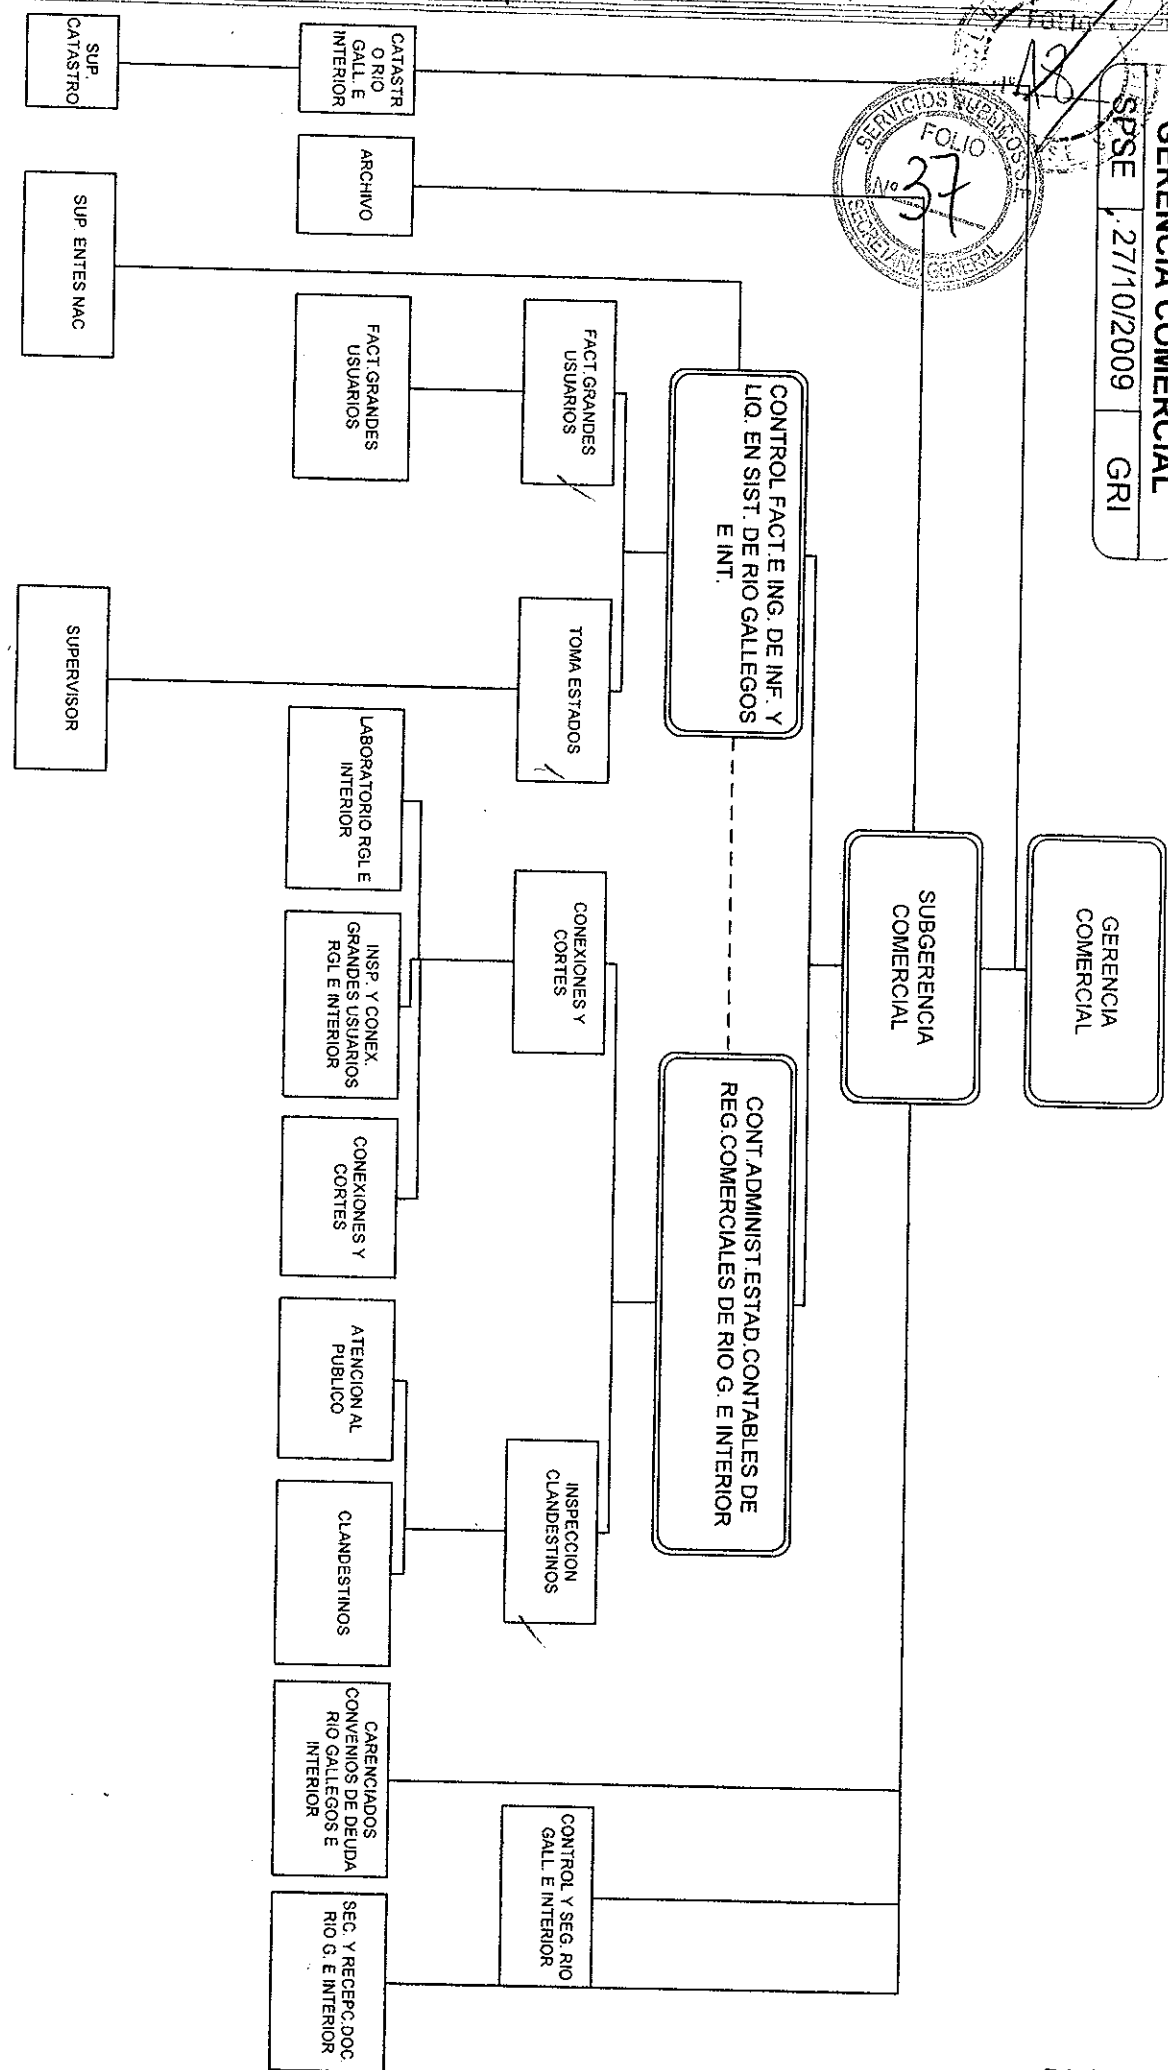 GERENCIA COMERCIAL
SPSE 27/10/2009 GRI
FOLIO
Nº 48
SERVICIOS PUBLICOS S.E.
FOLIO
Nº 37
SECRETARIA GENERAL
GERENCIA
COMERCIAL
SUBGERENCIA
COMERCIAL
CONTROL FACT.E ING. DE INF. Y
LIQ. EN SIST. DE RIO GALLEGOS
E INT.
CONT.ADMINIST.ESTAD.CONTABLES DE
REG.COMERCIALES DE RIO G. E INTERIOR
FACT.GRANDES
USUARIOS
TOMA ESTADOS
CONEXIONES Y
CORTES
INSPECCION
CLANDESTINOS
CONTROL Y SEG. RIO
GALL. E INTERIOR
CATASTR
O RIO
GALL. E
INTERIOR
ARCHIVO
FACT.GRANDES
USUARIOS
LABORATORIO RGL E
INTERIOR
INSP. Y CONEX.
GRANDES USUARIOS
RGL E INTERIOR
CONEXIONES Y
CORTES
ATENCION AL
PUBLICO
CLANDESTINOS
CARENCIADOS
CONVENIOS DE DEUDA
RIO GALLEGOS E
INTERIOR
SEC. Y RECEPC.DOC.
RIO G. E INTERIOR
SUP.
CATASTRO
SUP. ENTES NAC
SUPERVISOR